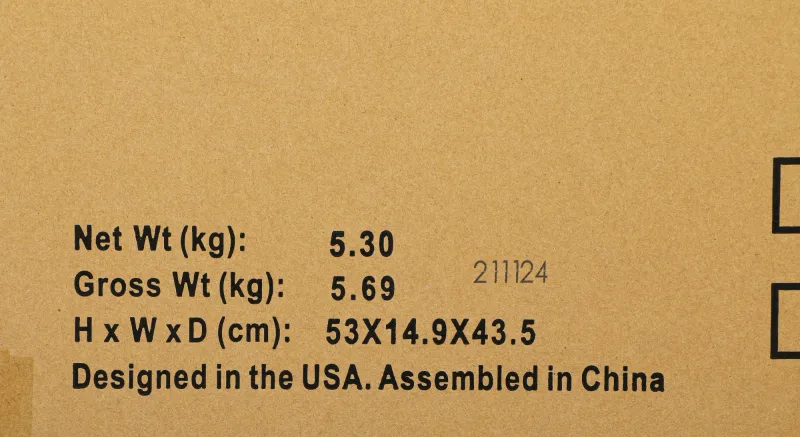 Net Wt (kg): 5.30
211124
Gross Wt (kg): 5.69
H x W x D (cm): 53X14.9X43.5
Designed in the USA. Assembled in China